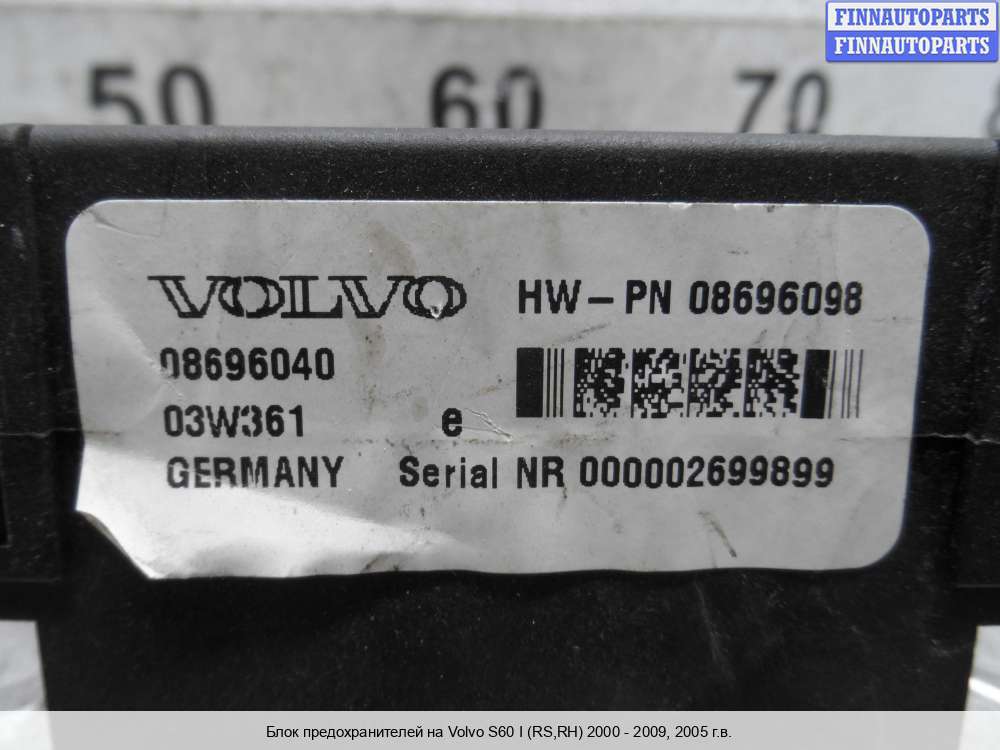 FINNAUTOPARTS
FINNAUTOPARTS
50 60 70
VOLVO HW-PN 08696098
08696040
03W361 e
GERMANY Serial NR 000002699899
Блок предохранителей на Volvo S60 I (RS,RH) 2000 - 2009, 2005 г.в.